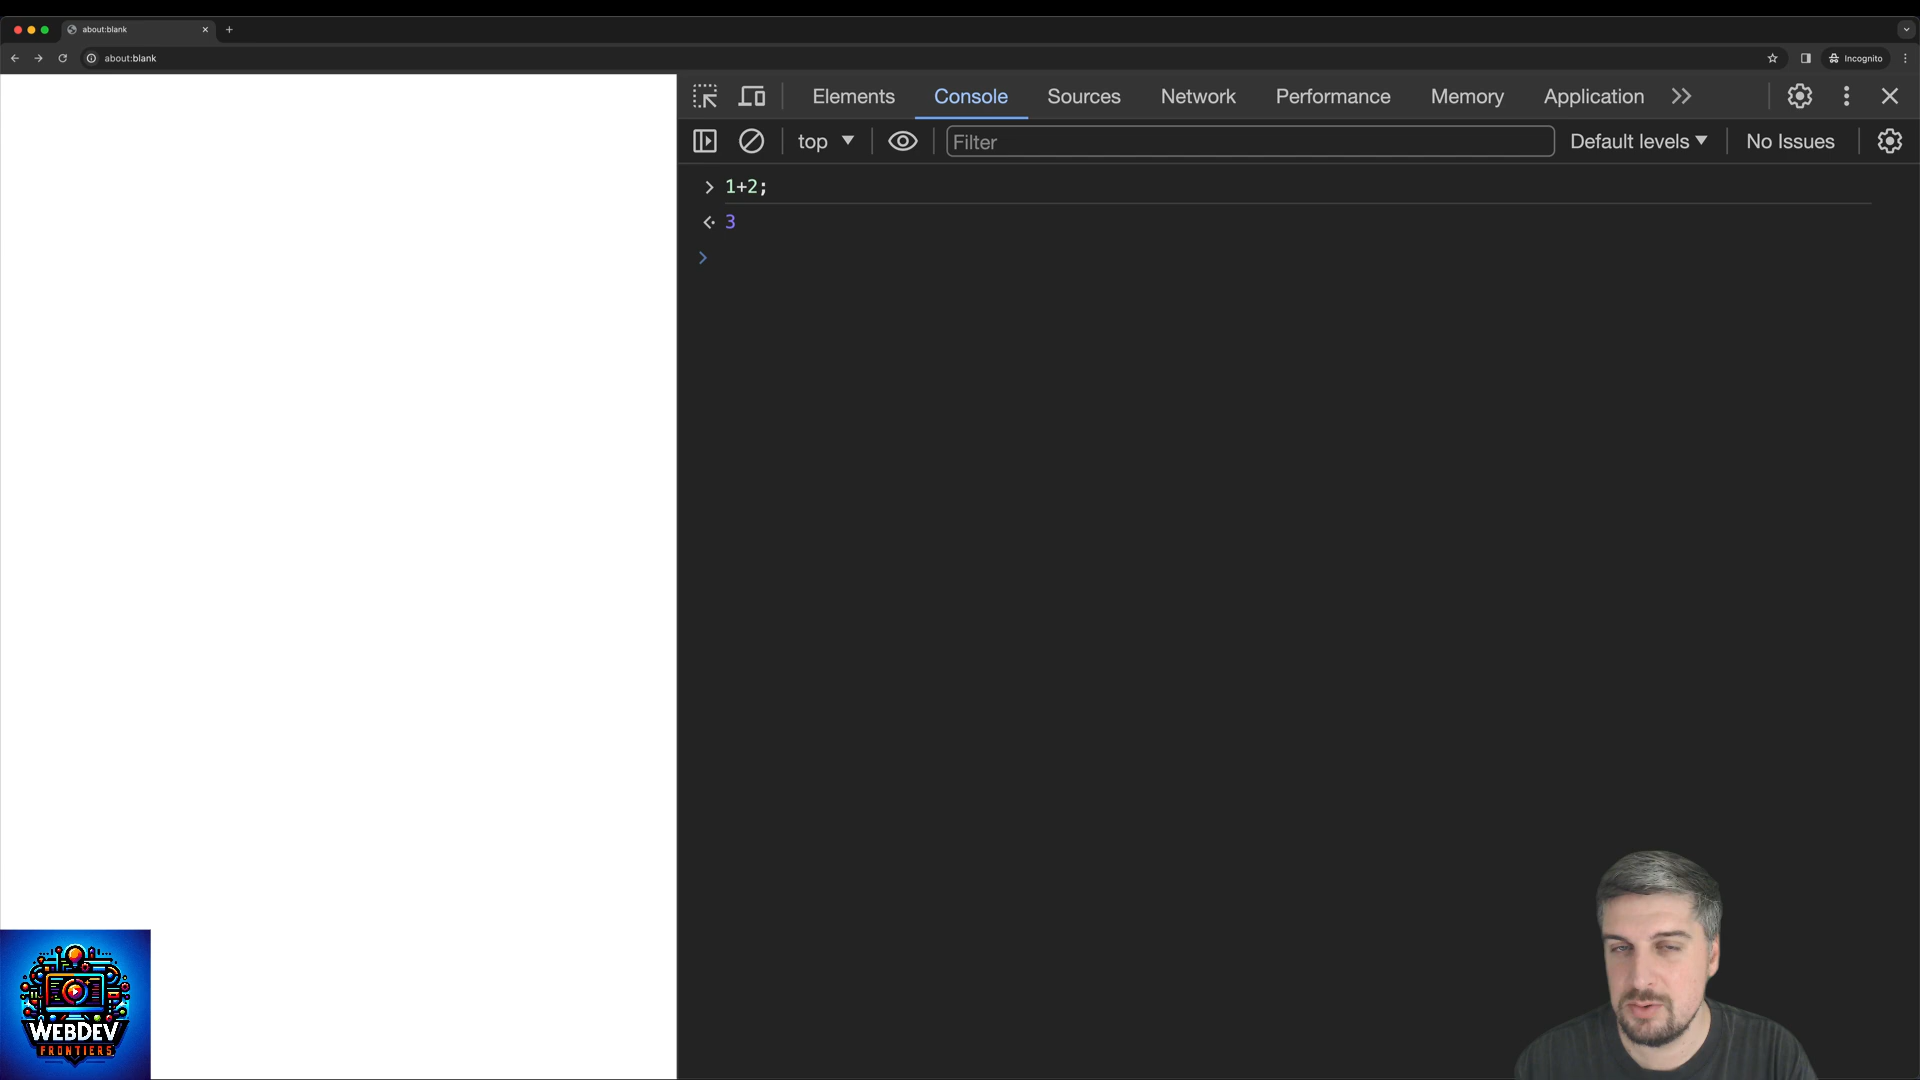 about:blank
about:blank
Incognito
Elements Console Sources Network Performance Memory Application
top Filter Default levels No Issues
1+2;
3
WEBDEV
FRONTIERS